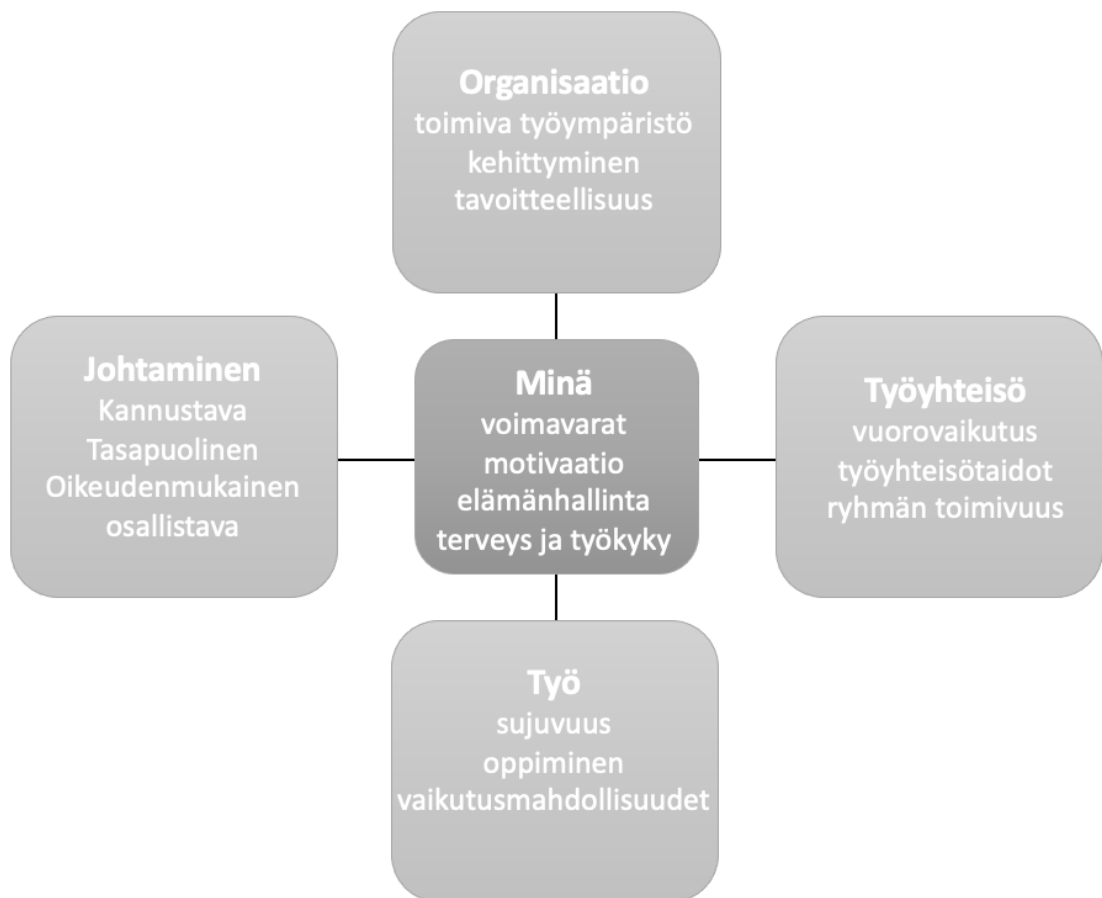 Organisaatio
toimiva työympäristö
kehittyminen
tavoitteellisuus
Johtaminen
Kannustava
Tasapuolinen
Oikeudenmukainen
osallistava
Minä
voimavarat
motivaatio
elämänhallinta
terveys ja työkyky
Työyhteisö
vuorovaikutus
työyhteisötaidot
ryhmän toimivuus
Työ
sujuvuus
oppiminen
vaikutusmahdollisuudet